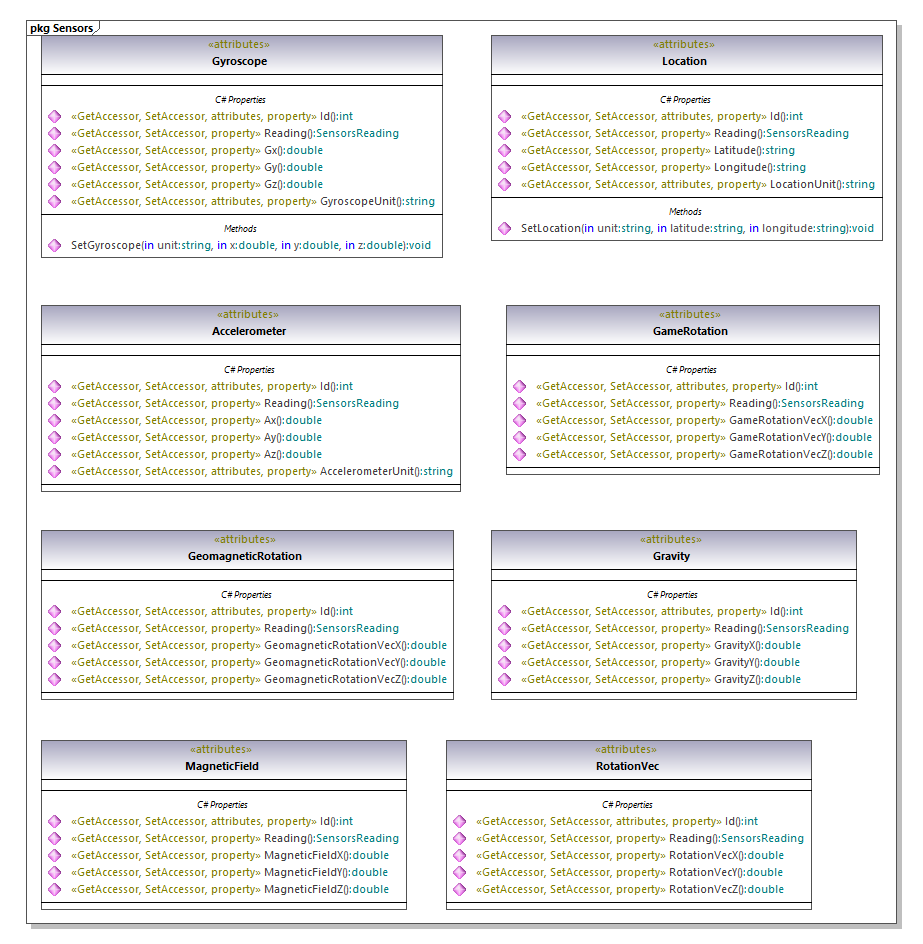 pkg Sensors
«attributes»
Gyroscope
C# Properties
«GetAccessor, SetAccessor, attributes, property» Id():int
«GetAccessor, SetAccessor, property» Reading():SensorsReading
«GetAccessor, SetAccessor, property» Gx():double
«GetAccessor, SetAccessor, property» Gy():double
«GetAccessor, SetAccessor, property» Gz():double
«GetAccessor, SetAccessor, attributes, property» GyroscopeUnit():string
Methods
SetGyroscope(in unit:string, in x:double, in y:double, in z:double):void
«attributes»
Location
C# Properties
«GetAccessor, SetAccessor, attributes, property» Id():int
«GetAccessor, SetAccessor, property» Reading():SensorsReading
«GetAccessor, SetAccessor, property» Latitude():string
«GetAccessor, SetAccessor, property» Longitude():string
«GetAccessor, SetAccessor, attributes, property» LocationUnit():string
Methods
SetLocation(in unit:string, in latitude:string, in longitude:string):void
«attributes»
Accelerometer
C# Properties
«GetAccessor, SetAccessor, attributes, property» Id():int
«GetAccessor, SetAccessor, property» Reading():SensorsReading
«GetAccessor, SetAccessor, property» Ax():double
«GetAccessor, SetAccessor, property» Ay():double
«GetAccessor, SetAccessor, property» Az():double
«GetAccessor, SetAccessor, attributes, property» AccelerometerUnit():string
«attributes»
GameRotation
C# Properties
«GetAccessor, SetAccessor, attributes, property» Id():int
«GetAccessor, SetAccessor, property» Reading():SensorsReading
«GetAccessor, SetAccessor, property» GameRotationVecX():double
«GetAccessor, SetAccessor, property» GameRotationVecY():double
«GetAccessor, SetAccessor, property» GameRotationVecZ():double
«attributes»
GeomagneticRotation
C# Properties
«GetAccessor, SetAccessor, attributes, property» Id():int
«GetAccessor, SetAccessor, property» Reading():SensorsReading
«GetAccessor, SetAccessor, property» GeomagneticRotationVecX():double
«GetAccessor, SetAccessor, property» GeomagneticRotationVecY():double
«GetAccessor, SetAccessor, property» GeomagneticRotationVecZ():double
«attributes»
Gravity
C# Properties
«GetAccessor, SetAccessor, attributes, property» Id():int
«GetAccessor, SetAccessor, property» Reading():SensorsReading
«GetAccessor, SetAccessor, property» GravityX():double
«GetAccessor, SetAccessor, property» GravityY():double
«GetAccessor, SetAccessor, property» GravityZ():double
«attributes»
MagneticField
C# Properties
«GetAccessor, SetAccessor, attributes, property» Id():int
«GetAccessor, SetAccessor, property» Reading():SensorsReading
«GetAccessor, SetAccessor, property» MagneticFieldX():double
«GetAccessor, SetAccessor, property» MagneticFieldY():double
«GetAccessor, SetAccessor, property» MagneticFieldZ():double
«attributes»
RotationVec
C# Properties
«GetAccessor, SetAccessor, attributes, property» Id():int
«GetAccessor, SetAccessor, property» Reading():SensorsReading
«GetAccessor, SetAccessor, property» RotationVecX():double
«GetAccessor, SetAccessor, property» RotationVecY():double
«GetAccessor, SetAccessor, property» RotationVecZ():double